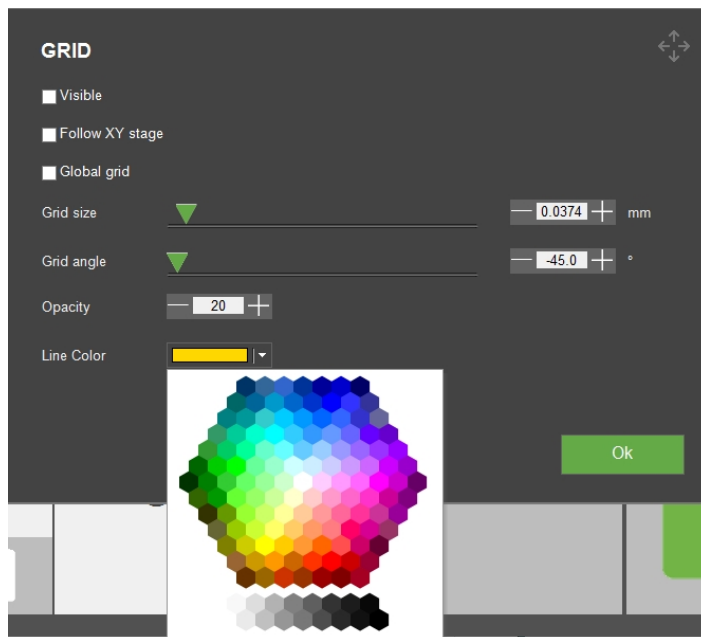 GRID
Visible
Follow XY stage
Global grid
Grid size 0.0374 mm
Grid angle -45.0 °
Opacity 20
Line Color
Ok